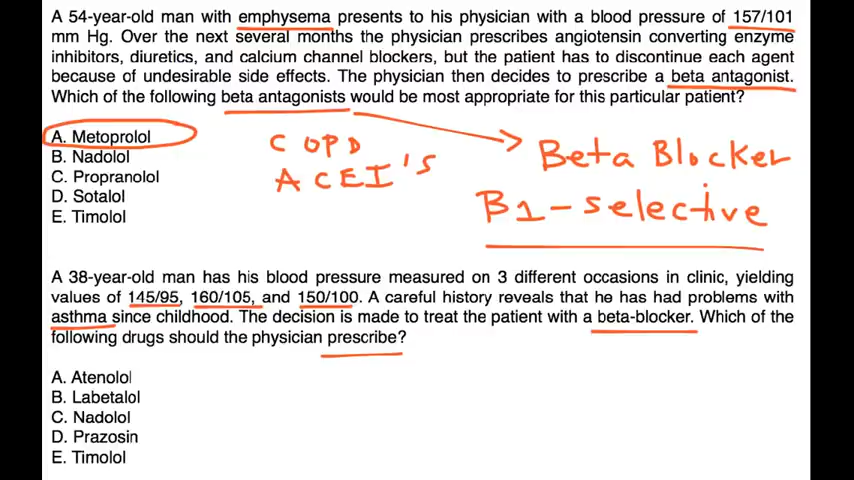 A 54-year-old man with emphysema presents to his physician with a blood pressure of 157/101
mm Hg. Over the next several months the physician prescribes angiotensin converting enzyme
inhibitors, diuretics, and calcium channel blockers, but the patient has to discontinue each agent
because of undesirable side effects. The physician then decides to prescribe a beta antagonist.
Which of the following beta antagonists would be most appropriate for this particular patient?
A. Metoprolol
B. Nadolol
C. Propranolol
D. Sotalol
E. Timolol
COPD
ACEI's
Beta Blocker
B1-selective
A 38-year-old man has his blood pressure measured on 3 different occasions in clinic, yielding
values of 145/95, 160/105, and 150/100. A careful history reveals that he has had problems with
asthma since childhood. The decision is made to treat the patient with a beta-blocker. Which of the
following drugs should the physician prescribe?
A. Atenolol
B. Labetalol
C. Nadolol
D. Prazosin
E. Timolol